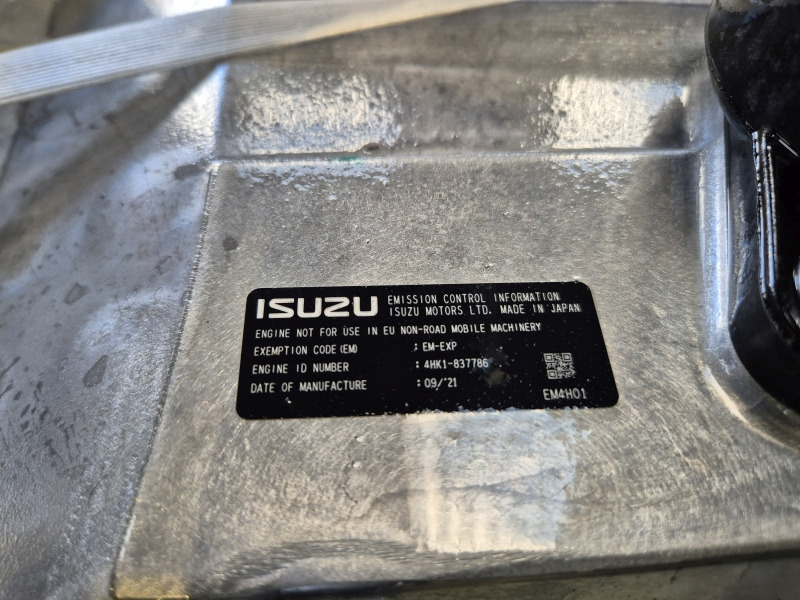 ISUZU EMISSION CONTROL INFORMATION
ISUZU MOTORS LTD. MADE IN JAPAN
ENGINE NOT FOR USE IN EU NON-ROAD MOBILE MACHINERY
EXEMPTION CODE (EM) : EM-EXP
ENGINE ID NUMBER : 4HK1-837786
DATE OF MANUFACTURE : 09/'21
EM4H01